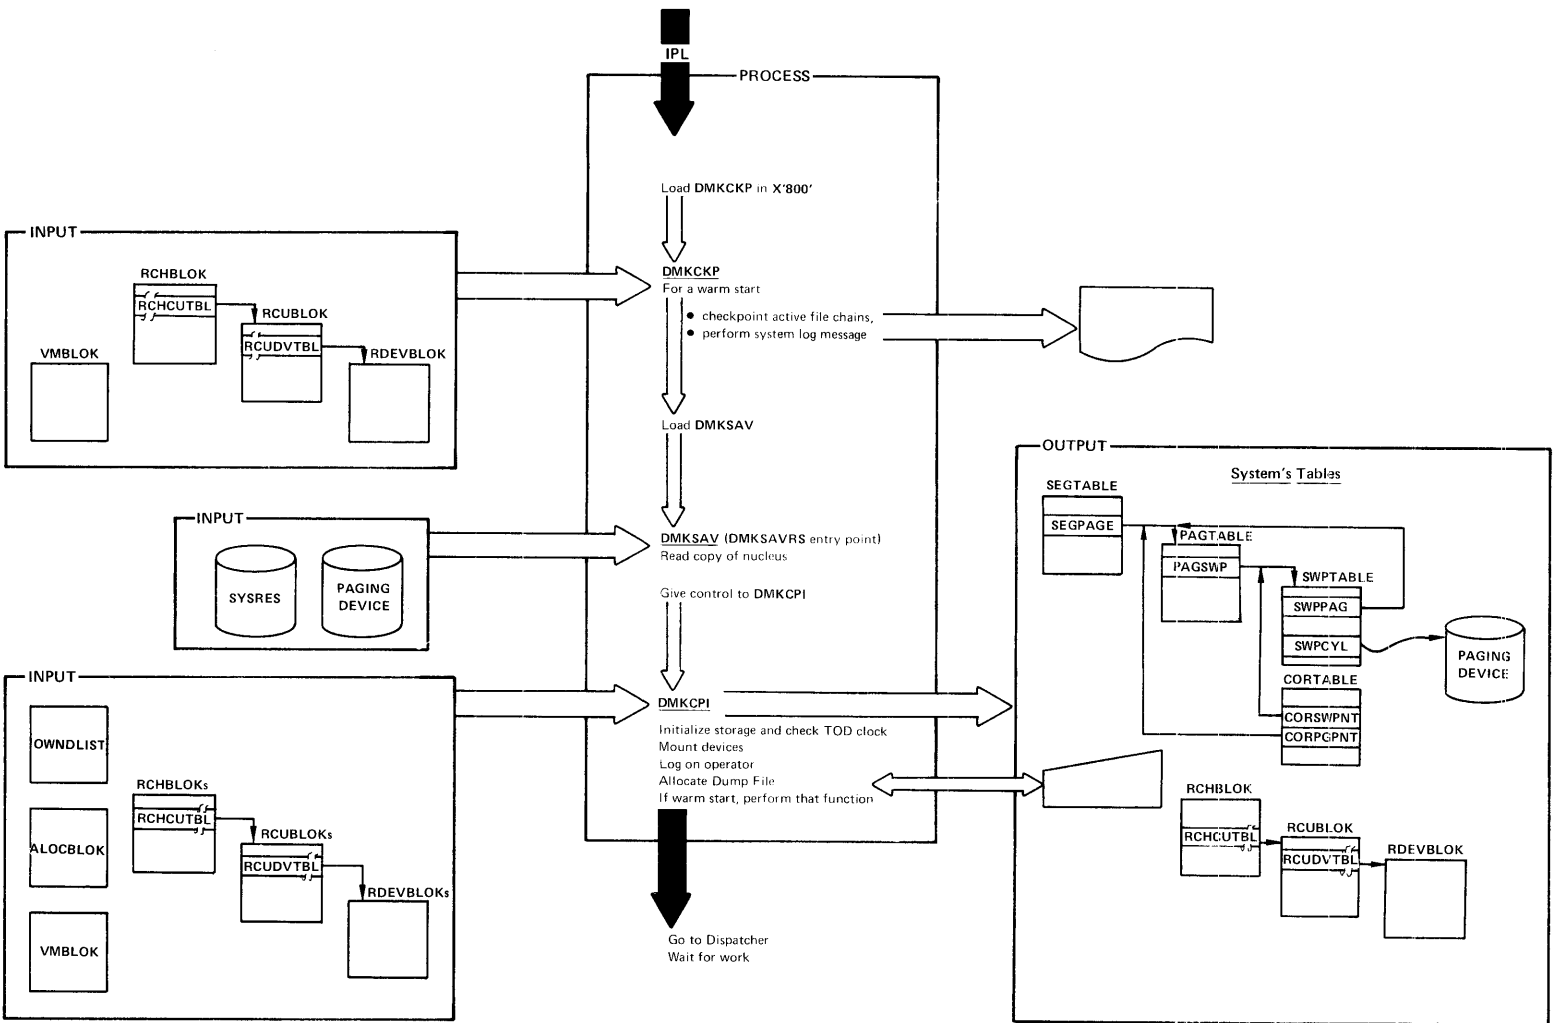 IPL
PROCESS
Load DMKCKP in X'800'
INPUT
RCHBLOK
RCHCUTBL
RCUBLOK
RCUDVTBL
VMBLOK
RDEVBLOK
DMKCKP
For a warm start
• checkpoint active file chains,
• perform system log message
Load DMKSAV
INPUT
SYSRES
PAGING
DEVICE
DMKSAV (DMKSAVRS entry point)
Read copy of nucleus
Give control to DMKCPI
INPUT
OWNDLIST
ALOCBLOK
VMBLOK
RCHBLOKs
RCHCUTBL
RCUBLOKs
RCUDVTBL
RDEVBLOKs
DMKCPI
Initialize storage and check TOD clock
Mount devices
Log on operator
Allocate Dump File
If warm start, perform that function
Go to Dispatcher
Wait for work
OUTPUT
System's Tables
SEGTABLE
SEGPAGE
PAGTABLE
PAGSWP
SWPTABLE
SWPPAG
SWPCYL
PAGING
DEVICE
CORTABLE
CORSWPNT
CORPGPNT
RCHBLOK
RCHCUTBL
RCUBLOK
RCUDVTBL
RDEVBLOK